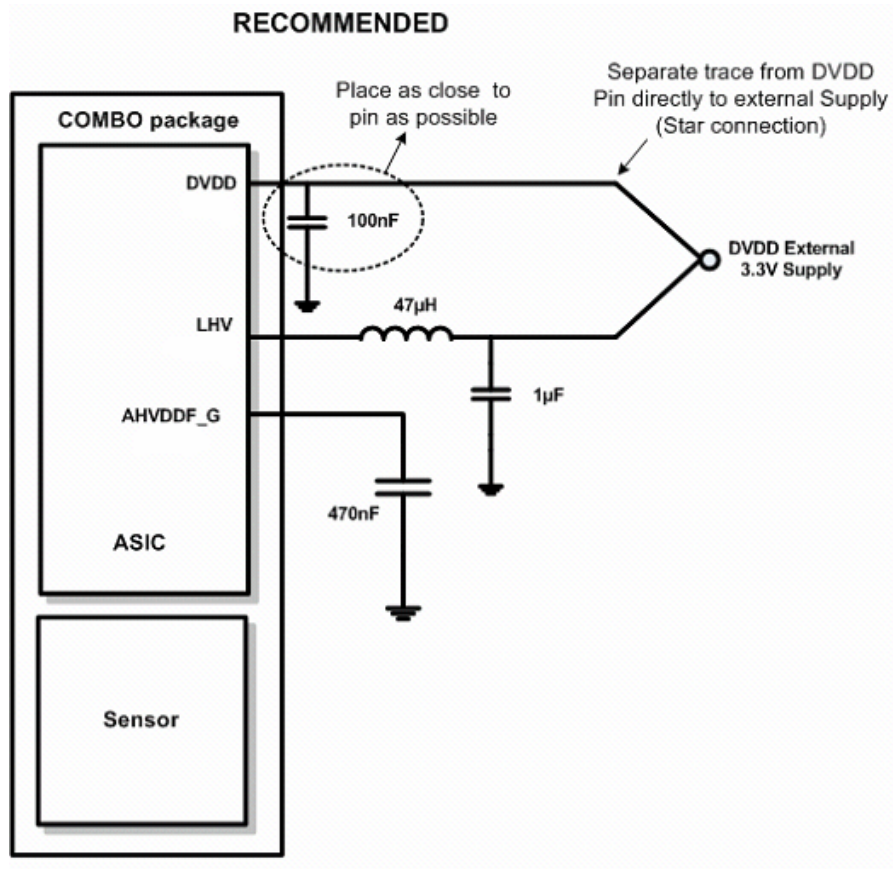 RECOMMENDED
Place as close to
pin as possible
Separate trace from DVDD
Pin directly to external Supply
(Star connection)
COMBO package
DVDD
100nF
DVDD External
3.3V Supply
47µH
LHV
1µF
AHVDDF_G
470nF
ASIC
Sensor